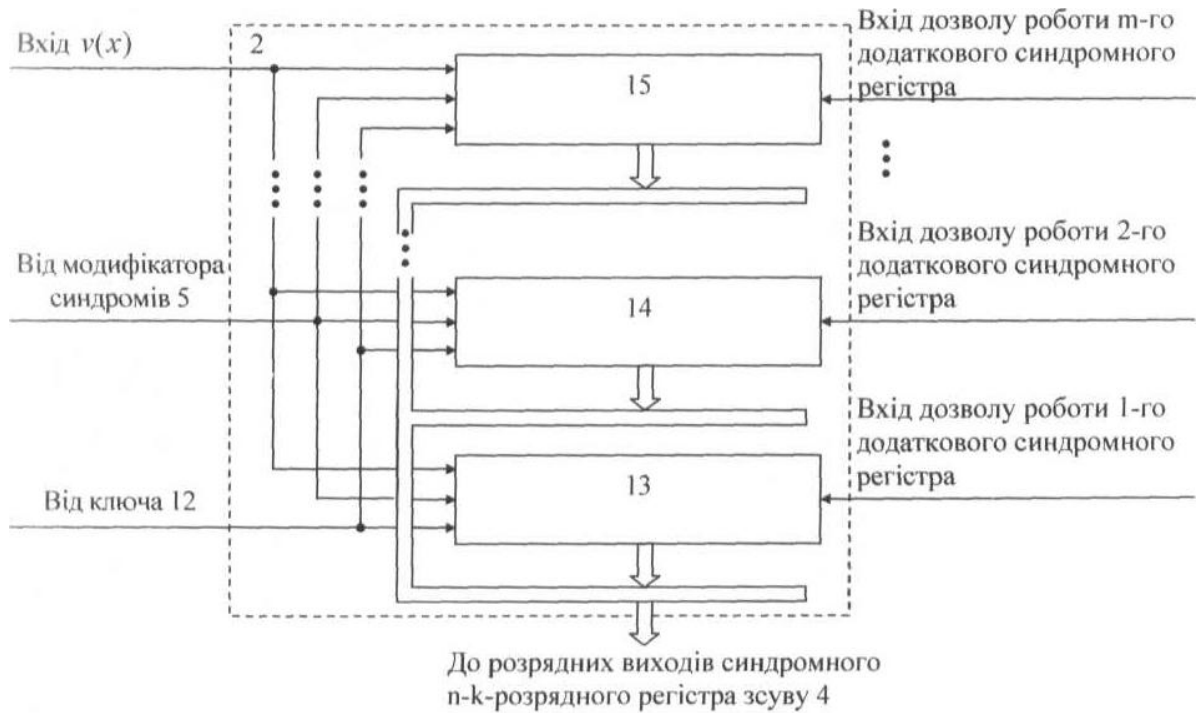 Вхід v(x)
2
15
Вхід дозволу роботи m-го
додаткового синдромного
регістра
Від модифікатора
синдромів 5
14
Вхід дозволу роботи 2-го
додаткового синдромного
регістра
Від ключа 12
13
Вхід дозволу роботи 1-го
додаткового синдромного
регістра
До розрядних виходів синдромного
n-k-розрядного регістра зсуву 4